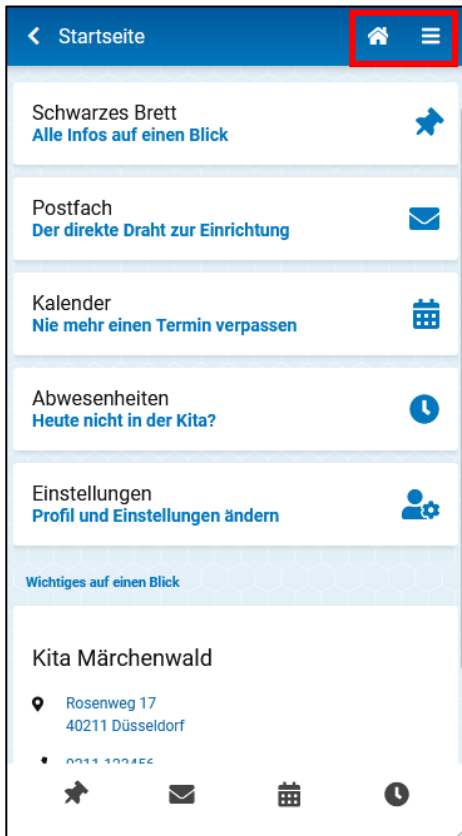 Startseite
Schwarzes Brett
Alle Infos auf einen Blick
Postfach
Der direkte Draht zur Einrichtung
Kalender
Nie mehr einen Termin verpassen
Abwesenheiten
Heute nicht in der Kita?
Einstellungen
Profil und Einstellungen ändern
Wichtiges auf einen Blick
Kita Märchenwald
Rosenweg 17
40211 Düsseldorf